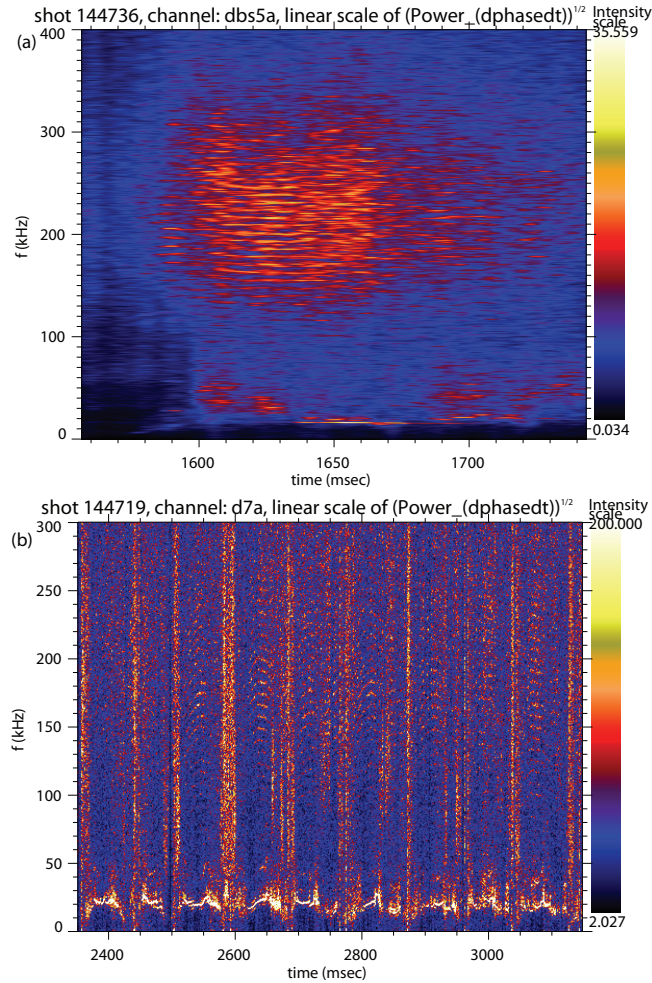 shot 144736, channel: dbs5a, linear scale of (Power_(dphasedt))^1/2 Intensity scale
35.559
(a)
400
300
200
100
0
f (kHz)
0.034
1600 1650 1700
time (msec)
shot 144719, channel: d7a, linear scale of (Power_(dphasedt))^1/2 Intensity scale
200.000
(b)
300
250
200
150
100
50
0
f (kHz)
2.027
2400 2600 2800 3000
time (msec)